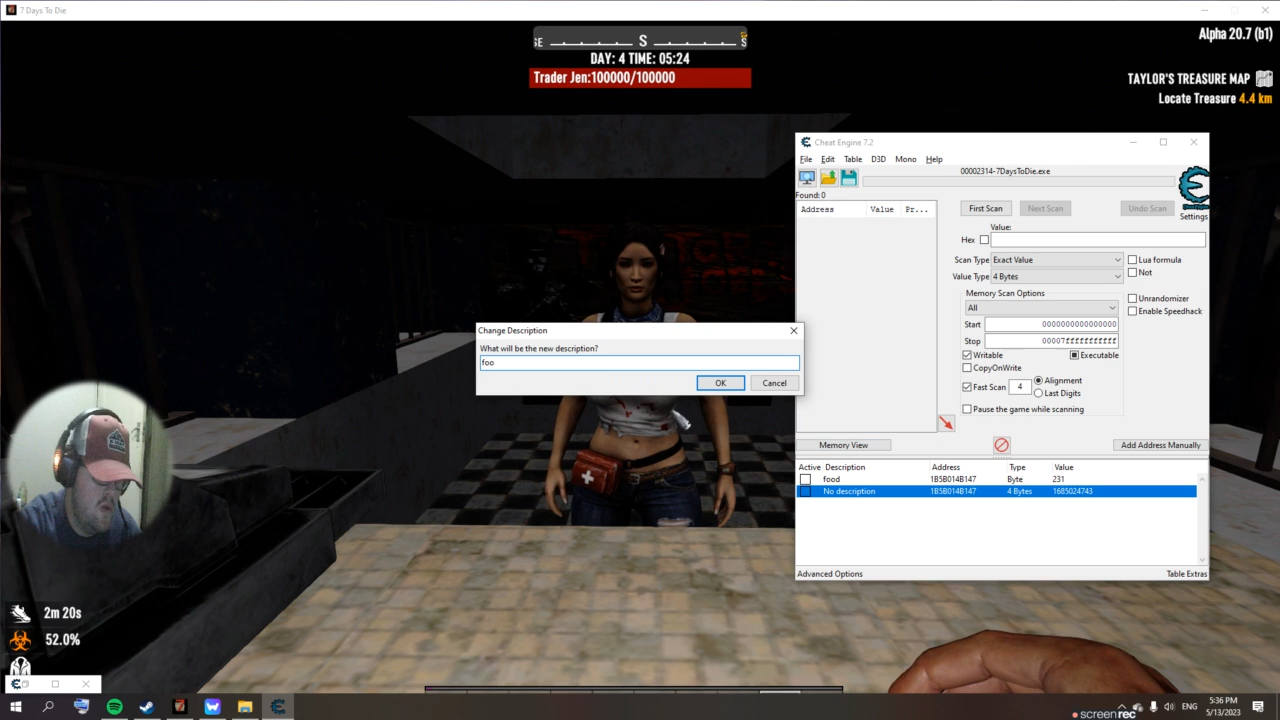 7 Days To Die
SE S S
DAY: 4 TIME: 05:24
Trader Jen:100000/100000
Alpha 20.7 (b1)
TAYLOR'S TREASURE MAP
Locate Treasure 4.4 km
Cheat Engine 7.2
File Edit Table D3D Mono Help
00002314-7DaysToDie.exe
Found:0
Address Value Pr...
First Scan Next Scan Undo Scan
Settings
Value:
Hex
Scan Type Exact Value
Lua formula
Not
Value Type 4 Bytes
Memory Scan Options
All
Unrandomizer
Enable Speedhack
Start 0000000000000000
Stop 00007fffffffffff
Writable Executable
CopyOnWrite
Fast Scan 4 Alignment
Last Digits
Pause the game while scanning
Memory View Add Address Manually
Active Description Address Type Value
food 1B5B014B147 Byte 231
No description 1B5B014B147 4 Bytes 1685024743
Advanced Options Table Extras
Change Description
What will be the new description?
foo
OK Cancel
2m 20s
52.0%
ENG
5:36 PM
5/13/2023
screenrec